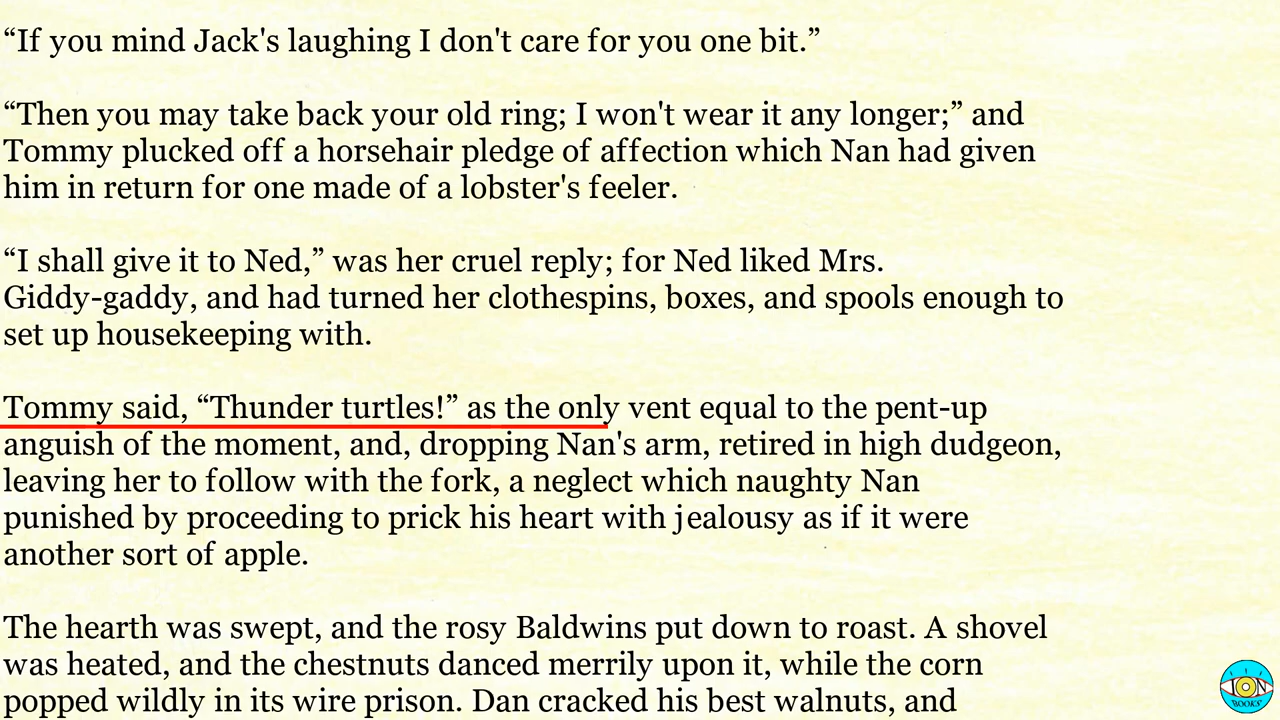 “If you mind Jack's laughing I don't care for you one bit.”
“Then you may take back your old ring; I won't wear it any longer;” and
Tommy plucked off a horsehair pledge of affection which Nan had given
him in return for one made of a lobster's feeler.
“I shall give it to Ned,” was her cruel reply; for Ned liked Mrs.
Giddy-gaddy, and had turned her clothespins, boxes, and spools enough to
set up housekeeping with.
Tommy said, “Thunder turtles!” as the only vent equal to the pent-up
anguish of the moment, and, dropping Nan's arm, retired in high dudgeon,
leaving her to follow with the fork, a neglect which naughty Nan
punished by proceeding to prick his heart with jealousy as if it were
another sort of apple.
The hearth was swept, and the rosy Baldwins put down to roast. A shovel
was heated, and the chestnuts danced merrily upon it, while the corn
popped wildly in its wire prison. Dan cracked his best walnuts, and
ION
BOOKS